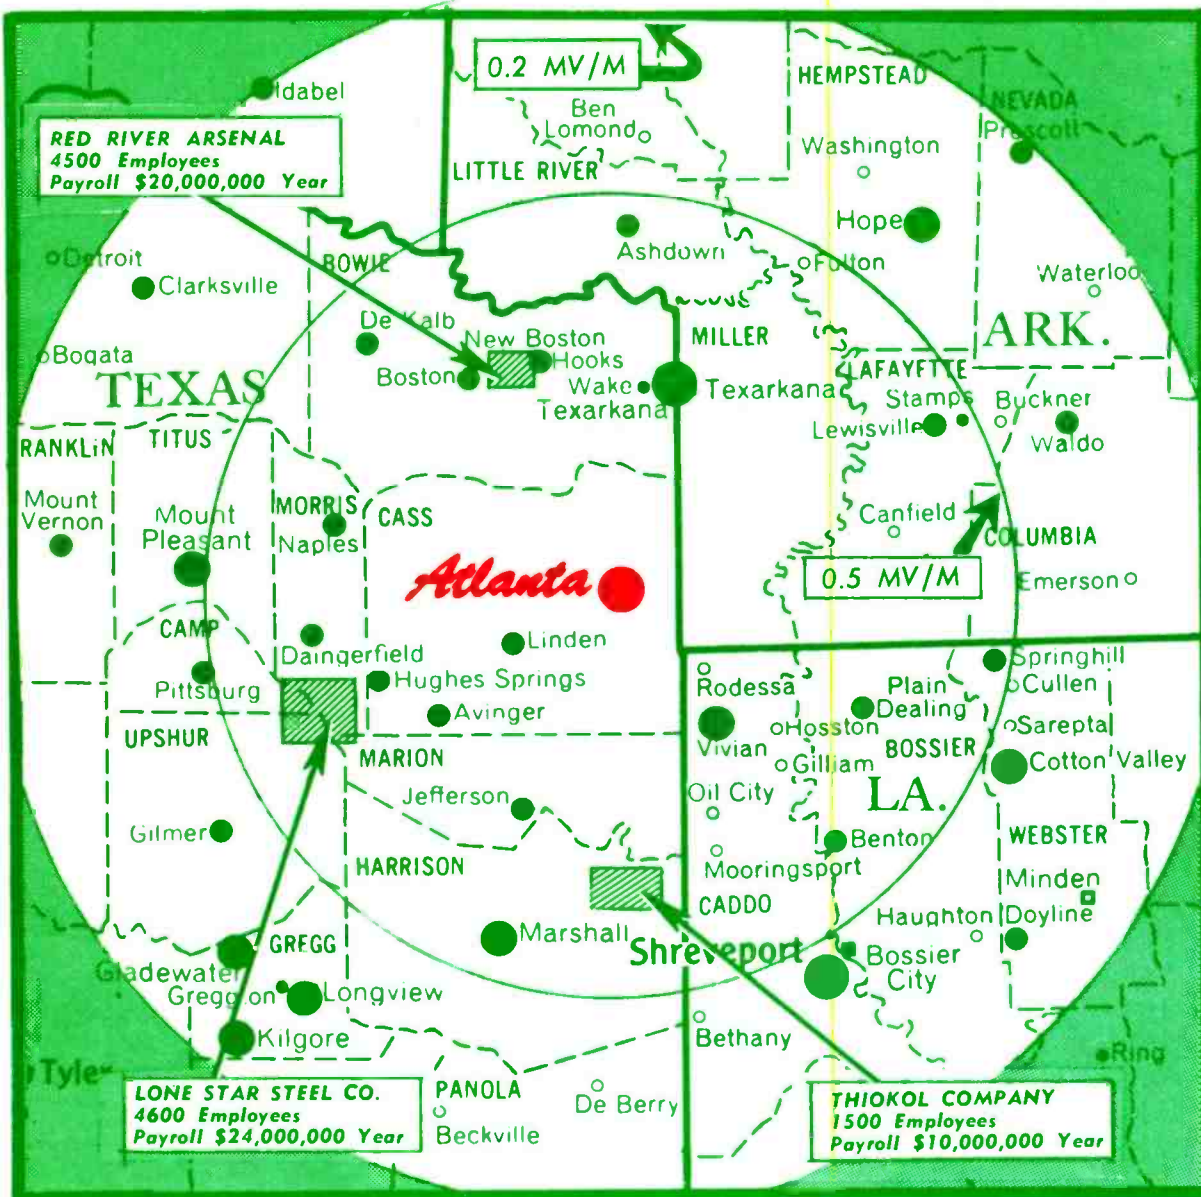 0.2 MV/M
HEMPSTEAD
Idabel
NEVADA
Prescott
Ben
Lomond
RED RIVER ARSENAL
4500 Employees
Payroll $20,000,000 Year
Washington
LITTLE RIVER
Hope
Ashdown
Detroit
BOWIE
Fulton
Clarksville
Waterloo
De Kalb
New Boston
MILLER
ARK.
Bogata
Hooks
TEXAS
Boston
Wake
Texarkana
Texarkana
LAFAYETTE
Stamps
Buckner
Lewisville
Waldo
RANKLIN
TITUS
Mount
Vernon
Mount
Pleasant
MORRIS
CASS
Naples
Canfield
COLUMBIA
Atlanta
0.5 MV/M
Emerson
CAMP
Linden
Daingerfield
Pittsburg
Hughes Springs
Avinger
Rodessa
Plain
Dealing
Springhill
Cullen
Sarepta
UPSHUR
MARION
Vivian
Hosston
BOSSIER
Gilliam
Cotton Valley
Jefferson
Oil City
LA.
Gilmer
Benton
WEBSTER
HARRISON
Mooringsport
Minden
CADDO
Haughton
Doyline
GREGG
Marshall
Shreveport
Bossier
City
Gladewater
Greggton
Longview
Kilgore
Bethany
Ring
Tyler
LONE STAR STEEL CO.
4600 Employees
Payroll $24,000,000 Year
PANOLA
Beckville
De Berry
THIOKOL COMPANY
1500 Employees
Payroll $10,000,000 Year